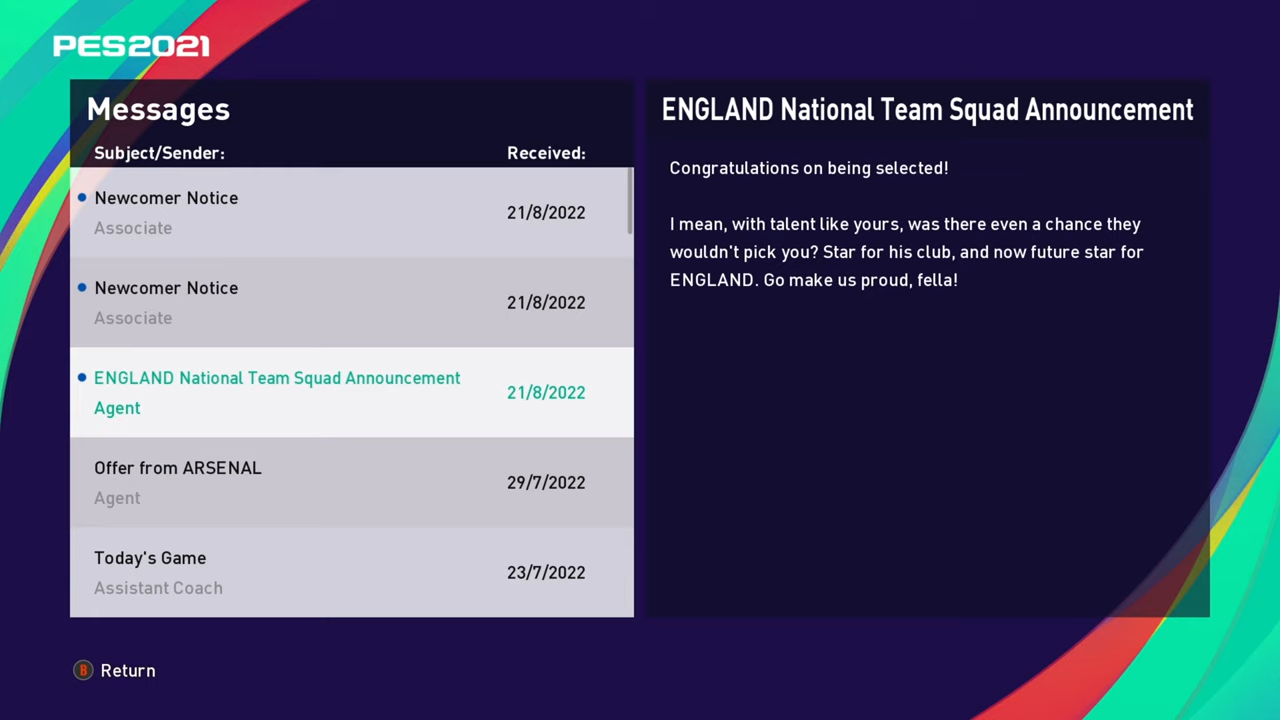 PES2021
Messages
Subject/Sender:
Received:
Newcomer Notice
Associate
21/8/2022
Newcomer Notice
Associate
21/8/2022
ENGLAND National Team Squad Announcement
Agent
21/8/2022
Offer from ARSENAL
Agent
29/7/2022
Today's Game
Assistant Coach
23/7/2022
ENGLAND National Team Squad Announcement
Congratulations on being selected!
I mean, with talent like yours, was there even a chance they
wouldn't pick you? Star for his club, and now future star for
ENGLAND. Go make us proud, fella!
B Return